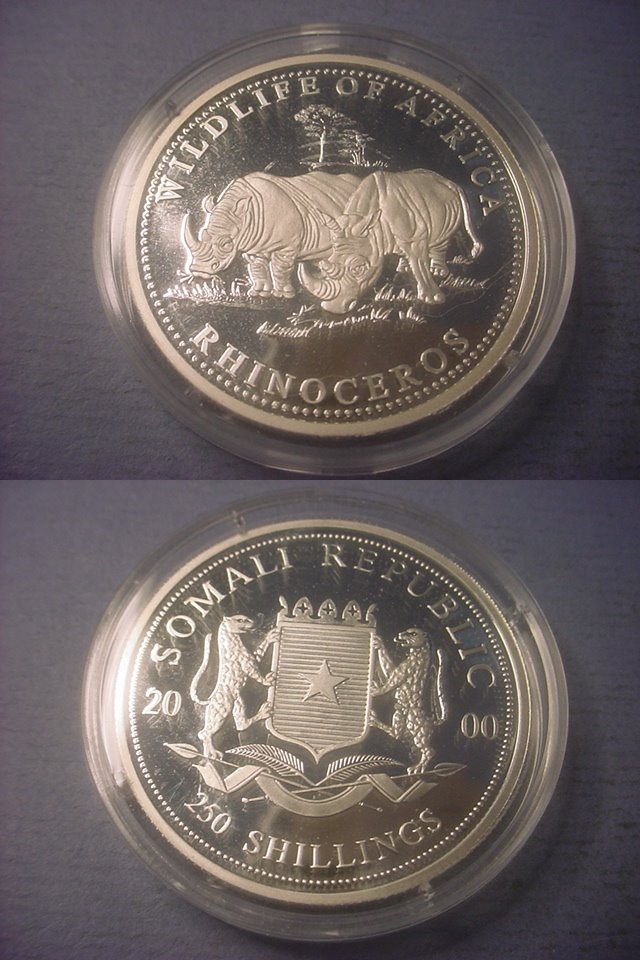 WILDLIFE OF AFRICA
RHINOCEROS
SOMALI REPUBLIC
20 00
250 SHILLINGS